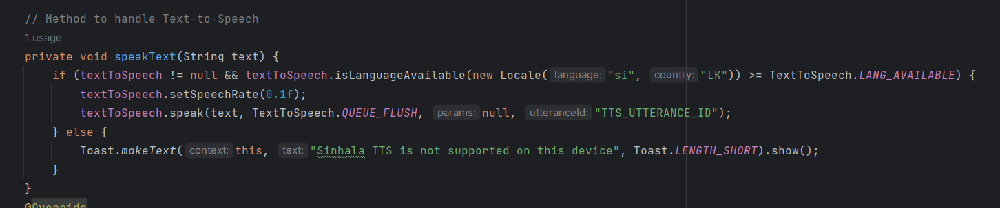 // Method to handle Text-to-Speech
1 usage
private void speakText(String text) {
if (textToSpeech != null && textToSpeech.isLanguageAvailable(new Locale( language: "si", country: "LK")) >= TextToSpeech.LANG_AVAILABLE) {
textToSpeech.setSpeechRate(0.1f);
textToSpeech.speak(text, TextToSpeech.QUEUE_FLUSH, params: null, utteranceId: "TTS_UTTERANCE_ID");
} else {
Toast.makeText( context: this, text: "Sinhala TTS is not supported on this device", Toast.LENGTH_SHORT).show();
}
}
@Override